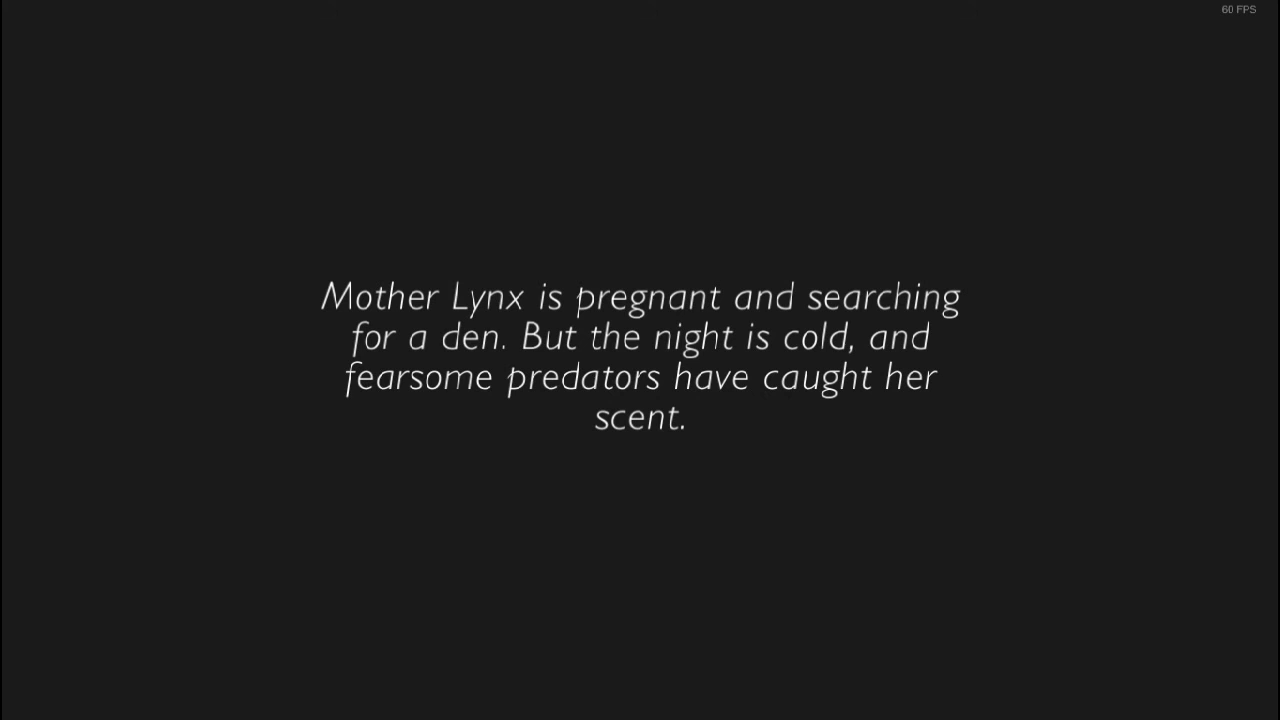 60 FPS
Mother Lynx is pregnant and searching
for a den. But the night is cold, and
fearsome predators have caught her
scent.